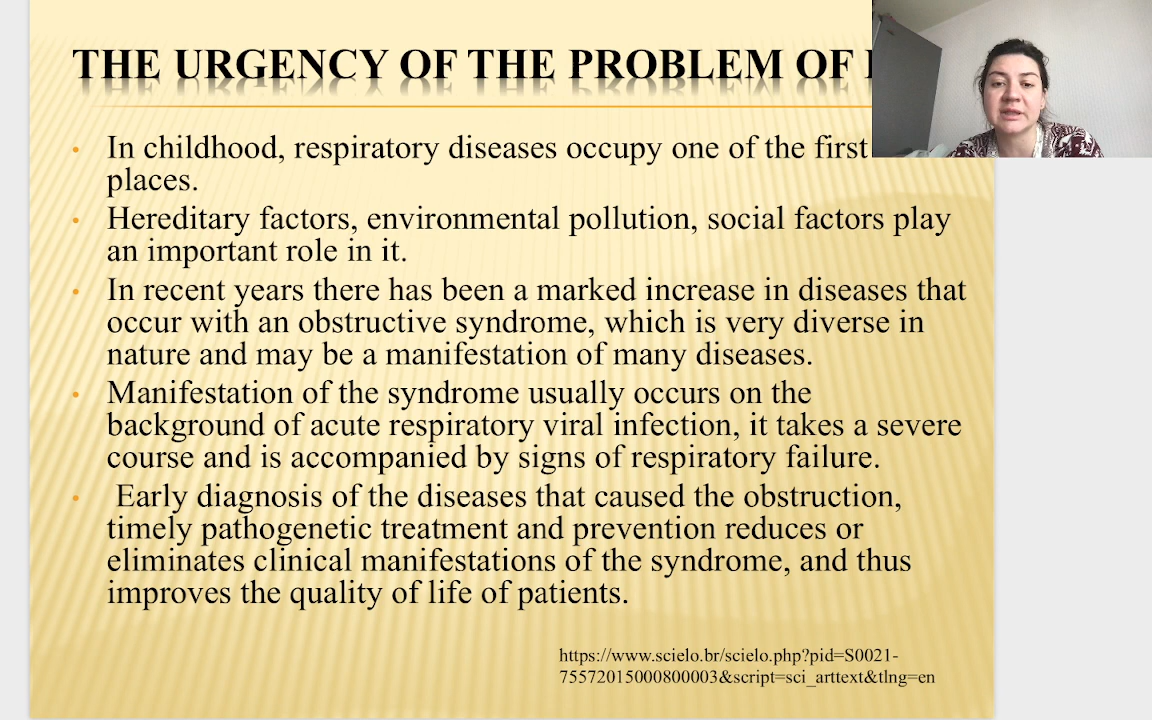 THE URGENCY OF THE PROBLEM OF
In childhood, respiratory diseases occupy one of the first
places.
Hereditary factors, environmental pollution, social factors play
an important role in it.
In recent years there has been a marked increase in diseases that
occur with an obstructive syndrome, which is very diverse in
nature and may be a manifestation of many diseases.
Manifestation of the syndrome usually occurs on the
background of acute respiratory viral infection, it takes a severe
course and is accompanied by signs of respiratory failure.
Early diagnosis of the diseases that caused the obstruction,
timely pathogenetic treatment and prevention reduces or
eliminates clinical manifestations of the syndrome, and thus
improves the quality of life of patients.
https://www.scielo.br/scielo.php?pid=S0021-
75572015000800003&script=sci_arttext&tlng=en